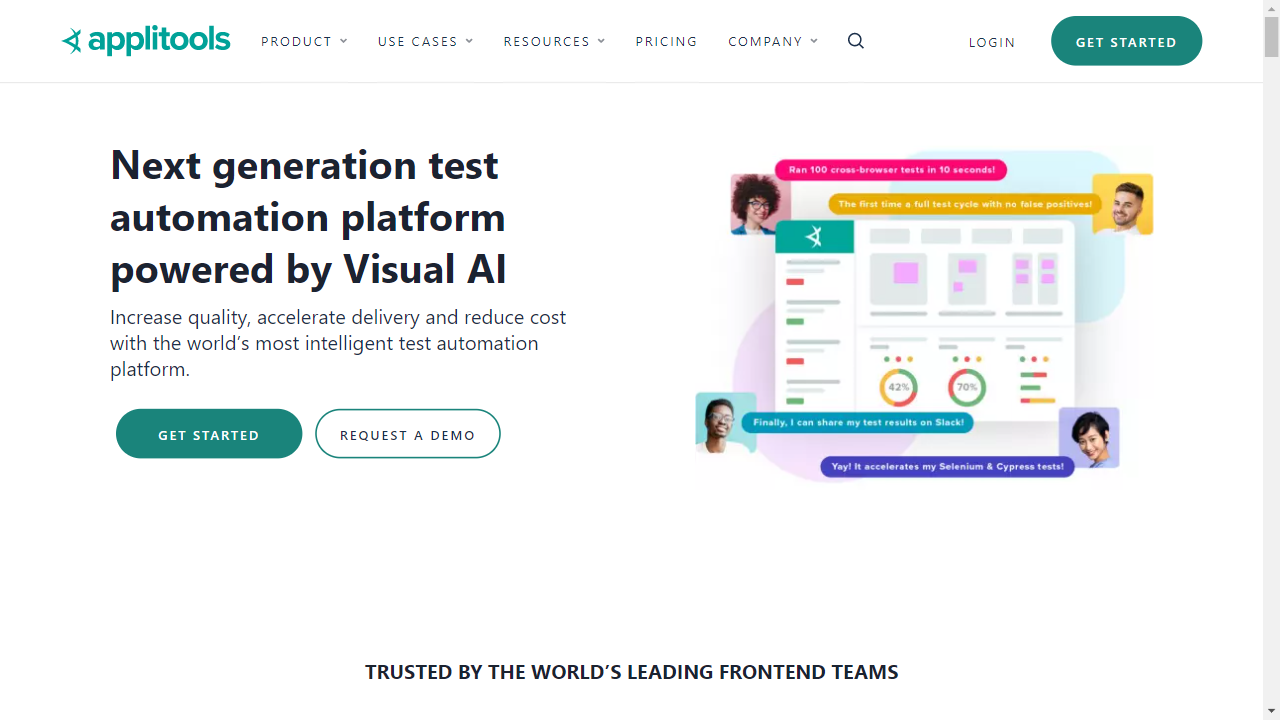 applitools
PRODUCT
USE CASES
RESOURCES
PRICING
COMPANY
LOGIN
GET STARTED
Next generation test
automation platform
powered by Visual AI
Increase quality, accelerate delivery and reduce cost
with the world’s most intelligent test automation
platform.
GET STARTED
REQUEST A DEMO
Ran 100 cross-browser tests in 10 seconds!
The first time a full test cycle with no false positives!
42%
70%
Finally, I can share my test results on Slack!
Yay! It accelerates my Selenium & Cypress tests!
TRUSTED BY THE WORLD’S LEADING FRONTEND TEAMS